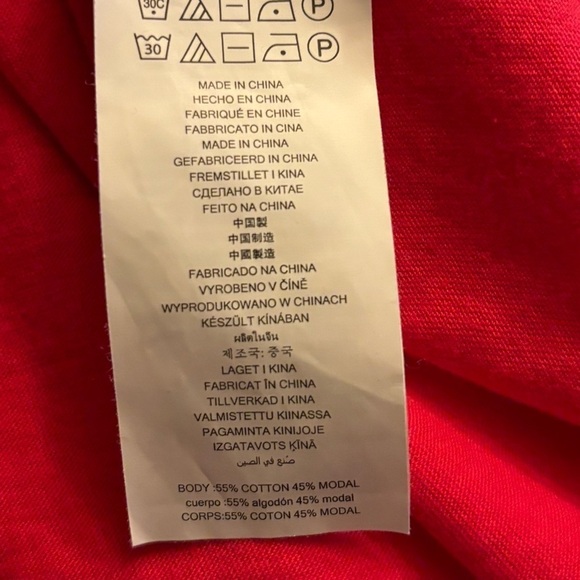 30C P
30 P
MADE IN CHINA
HECHO EN CHINA
FABRIQUÉ EN CHINE
FABBRICATO IN CINA
MADE IN CHINA
GEFABRICEERD IN CHINA
FREMSTILLET I KINA
СДЕЛАНО В КИТАЕ
FEITO NA CHINA
中国製
中国制造
中國製造
FABRICADO NA CHINA
VYROBENO V ČÍNĚ
WYPRODUKOWANO W CHINACH
KÉSZÜLT KÍNÁBAN
ผลิตในจีน
제조국: 중국
LAGET I KINA
FABRICAT ÎN CHINA
TILLVERKAD I KINA
VALMISTETTU KIINASSA
PAGAMINTA KINIJOJE
IZGATAVOTS ĶĪNĀ
صنع في الصين
BODY :55% COTTON 45% MODAL
cuerpo :55% algodón 45% modal
CORPS:55% COTON 45% MODAL